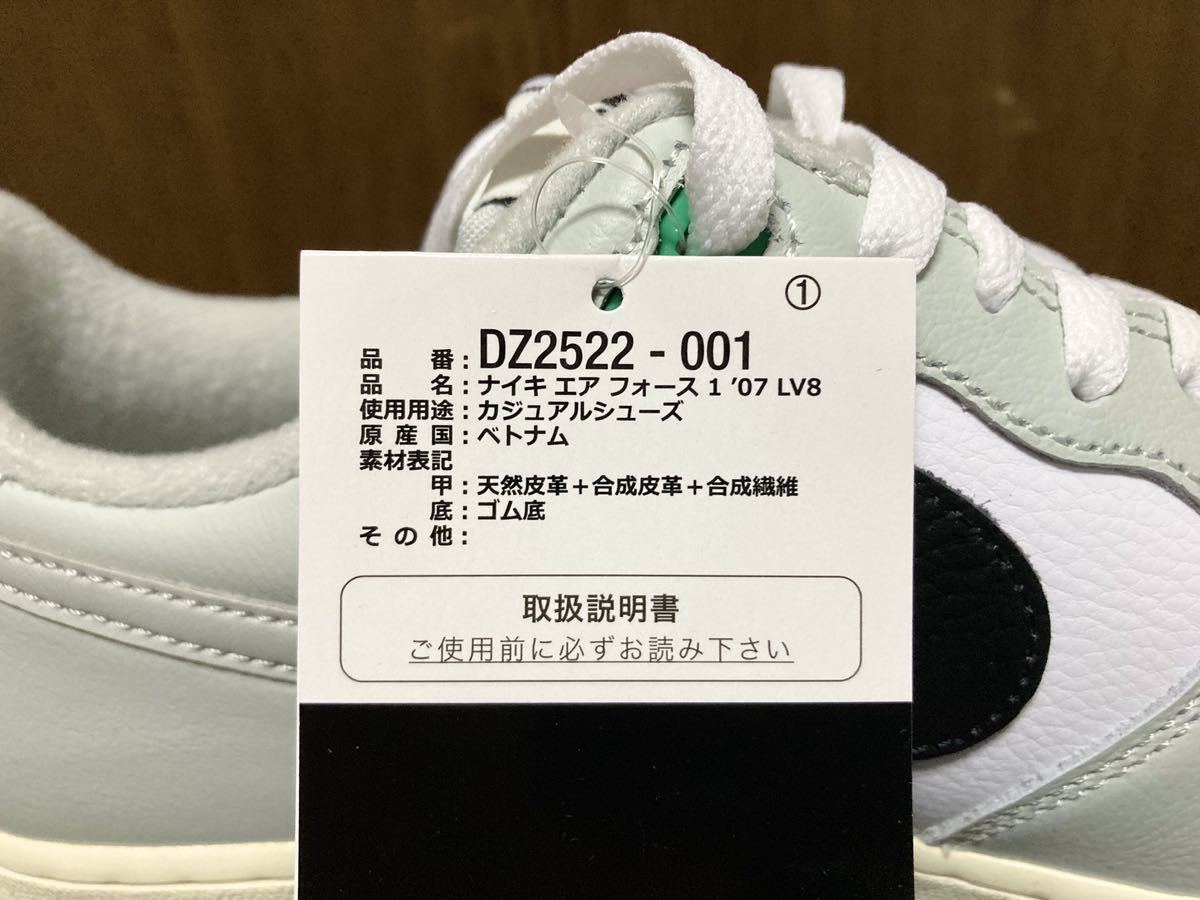 ①
品番：DZ2522 - 001
品名：ナイキ エア フォース 1 ’07 LV8
使用用途：カジュアルシューズ
原産国：ベトナム
素材表記
甲：天然皮革＋合成皮革＋合成繊維
底：ゴム底
その他：
取扱説明書
ご使用前に必ずお読み下さい